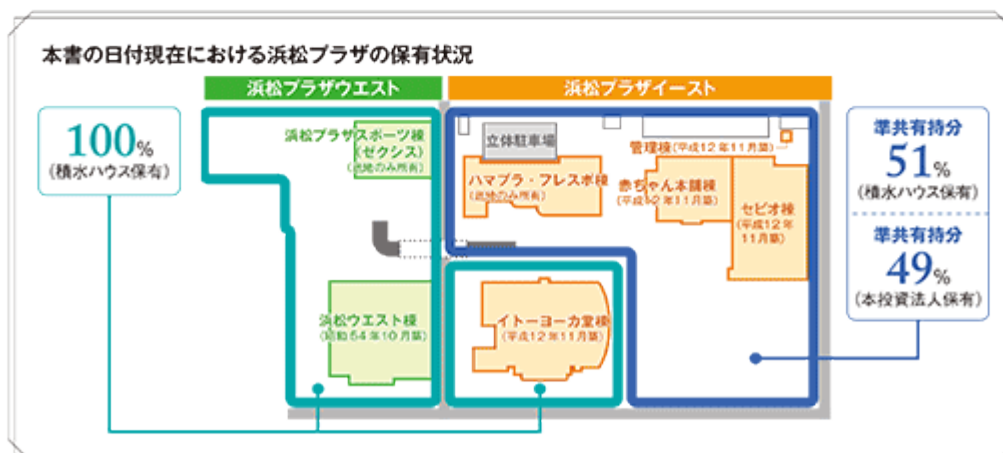 本書の日付現在における浜松プラザの保有状況
浜松プラザウエスト
浜松プラザイースト
100%
(積水ハウス保有)
浜松プラザスポーツ棟
(ゼクシス)
(底地のみ所有)
立体駐車場
ハマプラ・フレスポ棟
(底地のみ所有)
管理棟(平成12年11月築)
赤ちゃん本舗棟
(平成12年11月築)
セビオ棟
(平成12年
11月築)
浜松ウエスト棟
(昭和54年10月築)
イトーヨーカ堂棟
(平成12年11月築)
準共有持分
51%
(積水ハウス保有)
準共有持分
49%
(本投資法人保有)